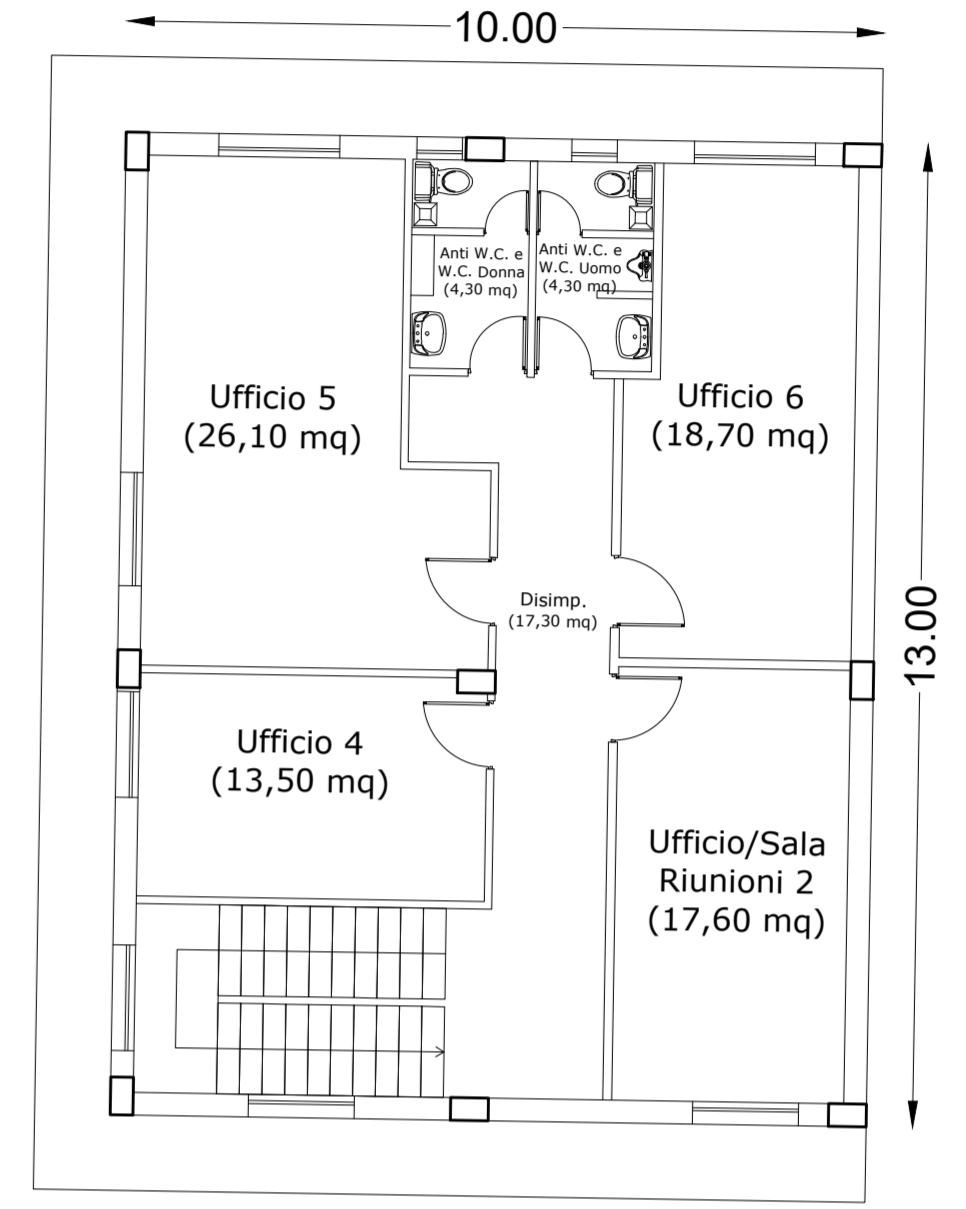 10.00
Anti W.C. e
W.C. Donna
(4,30 mq)
Anti W.C. e
W.C. Uomo
(4,30 mq)
Ufficio 5
(26,10 mq)
Ufficio 6
(18,70 mq)
Disimp.
(17,30 mq)
13.00
Ufficio 4
(13,50 mq)
Ufficio/Sala
Riunioni 2
(17,60 mq)